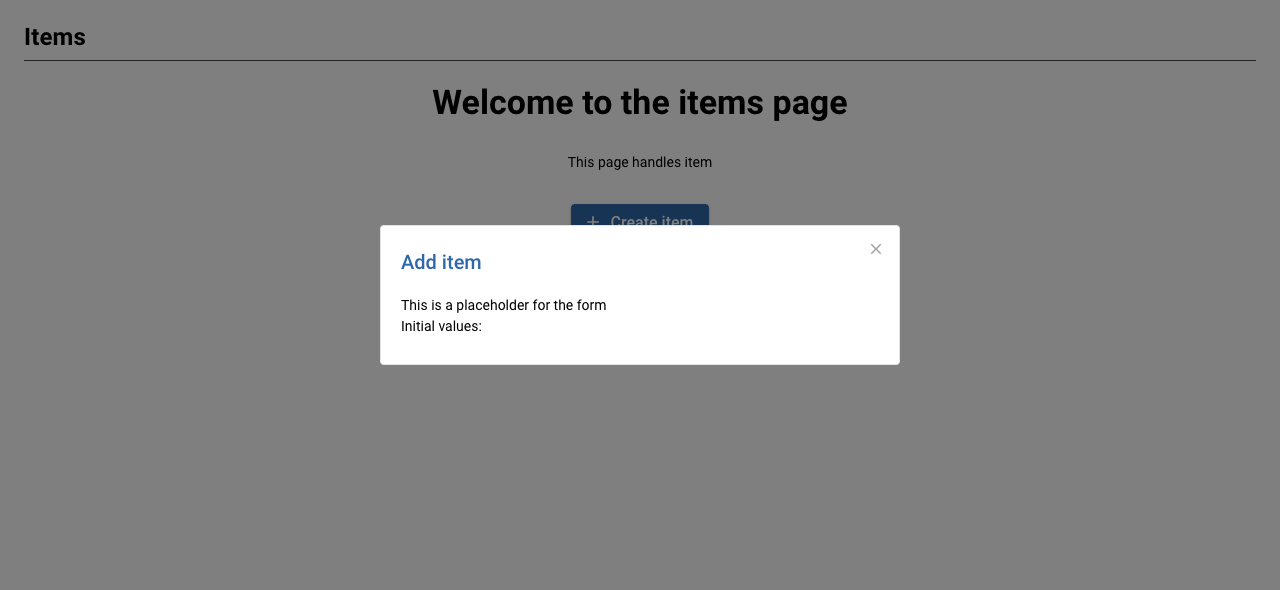 Items
Welcome to the items page
This page handles item
Create item
Add item
This is a placeholder for the form
Initial values: